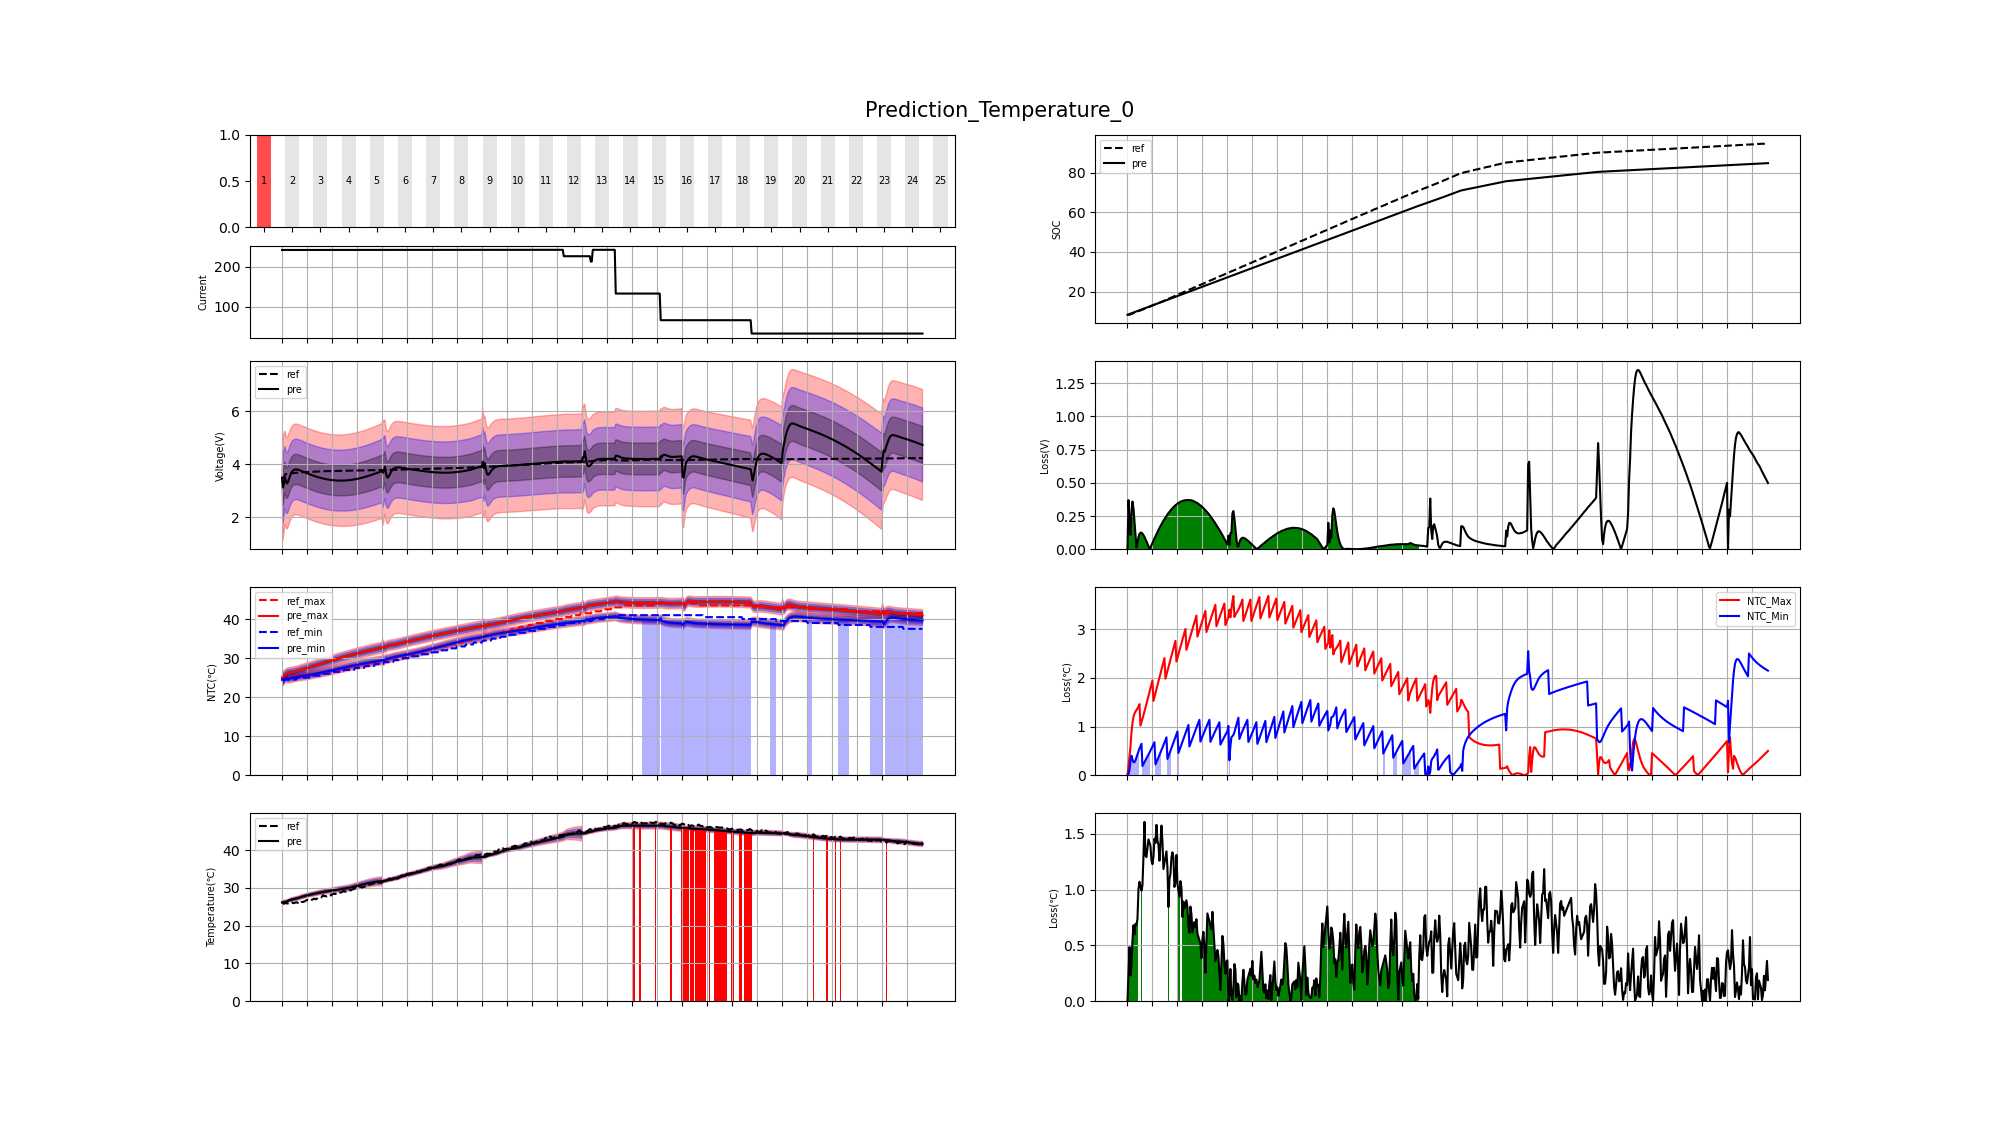 Prediction_Temperature_0
1.0
0.5
0.0
1 2 3 4 5 6 7 8 9 10 11 12 13 14 15 16 17 18 19 20 21 22 23 24 25
Current
200
100
Voltage(V)
6
4
2
ref
pre
NTC(℃)
40
30
20
10
0
ref_max
pre_max
ref_min
pre_min
Temperature(℃)
40
30
20
10
0
ref
pre
SOC
80
60
40
20
ref
pre
Loss(V)
1.25
1.00
0.75
0.50
0.25
0.00
Loss(℃)
3
2
1
0
NTC_Max
NTC_Min
Loss(℃)
1.5
1.0
0.5
0.0